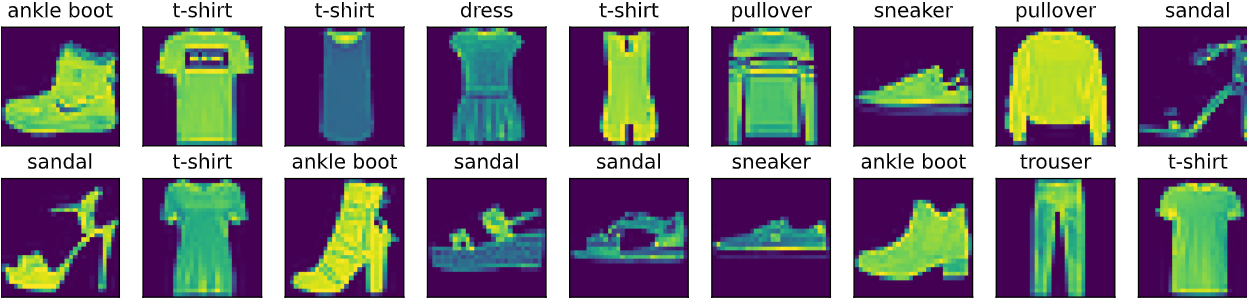 ankle boot t-shirt t-shirt dress t-shirt pullover sneaker pullover sandal
sandal t-shirt ankle boot sandal sandal sneaker ankle boot trouser t-shirt